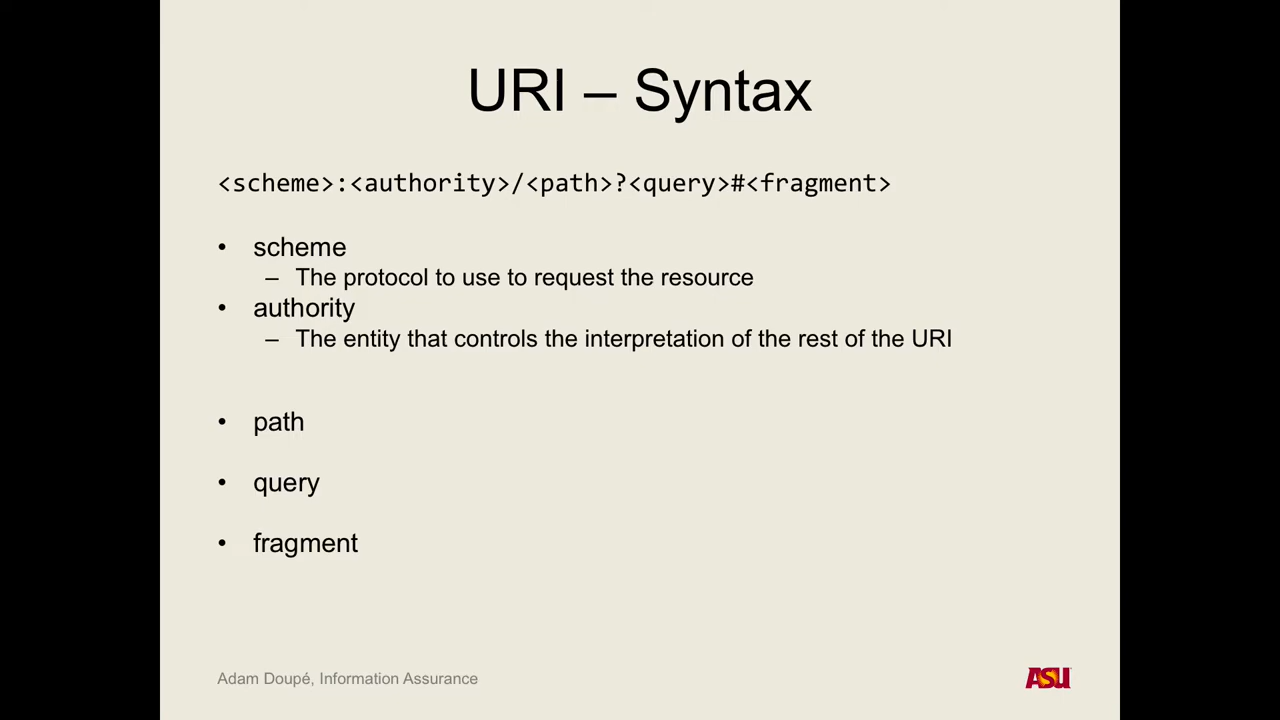 URI – Syntax
<scheme>:<authority>/<path>?<query>#<fragment>
• scheme
– The protocol to use to request the resource
• authority
– The entity that controls the interpretation of the rest of the URI
• path
• query
• fragment
Adam Doupé, Information Assurance
ASU